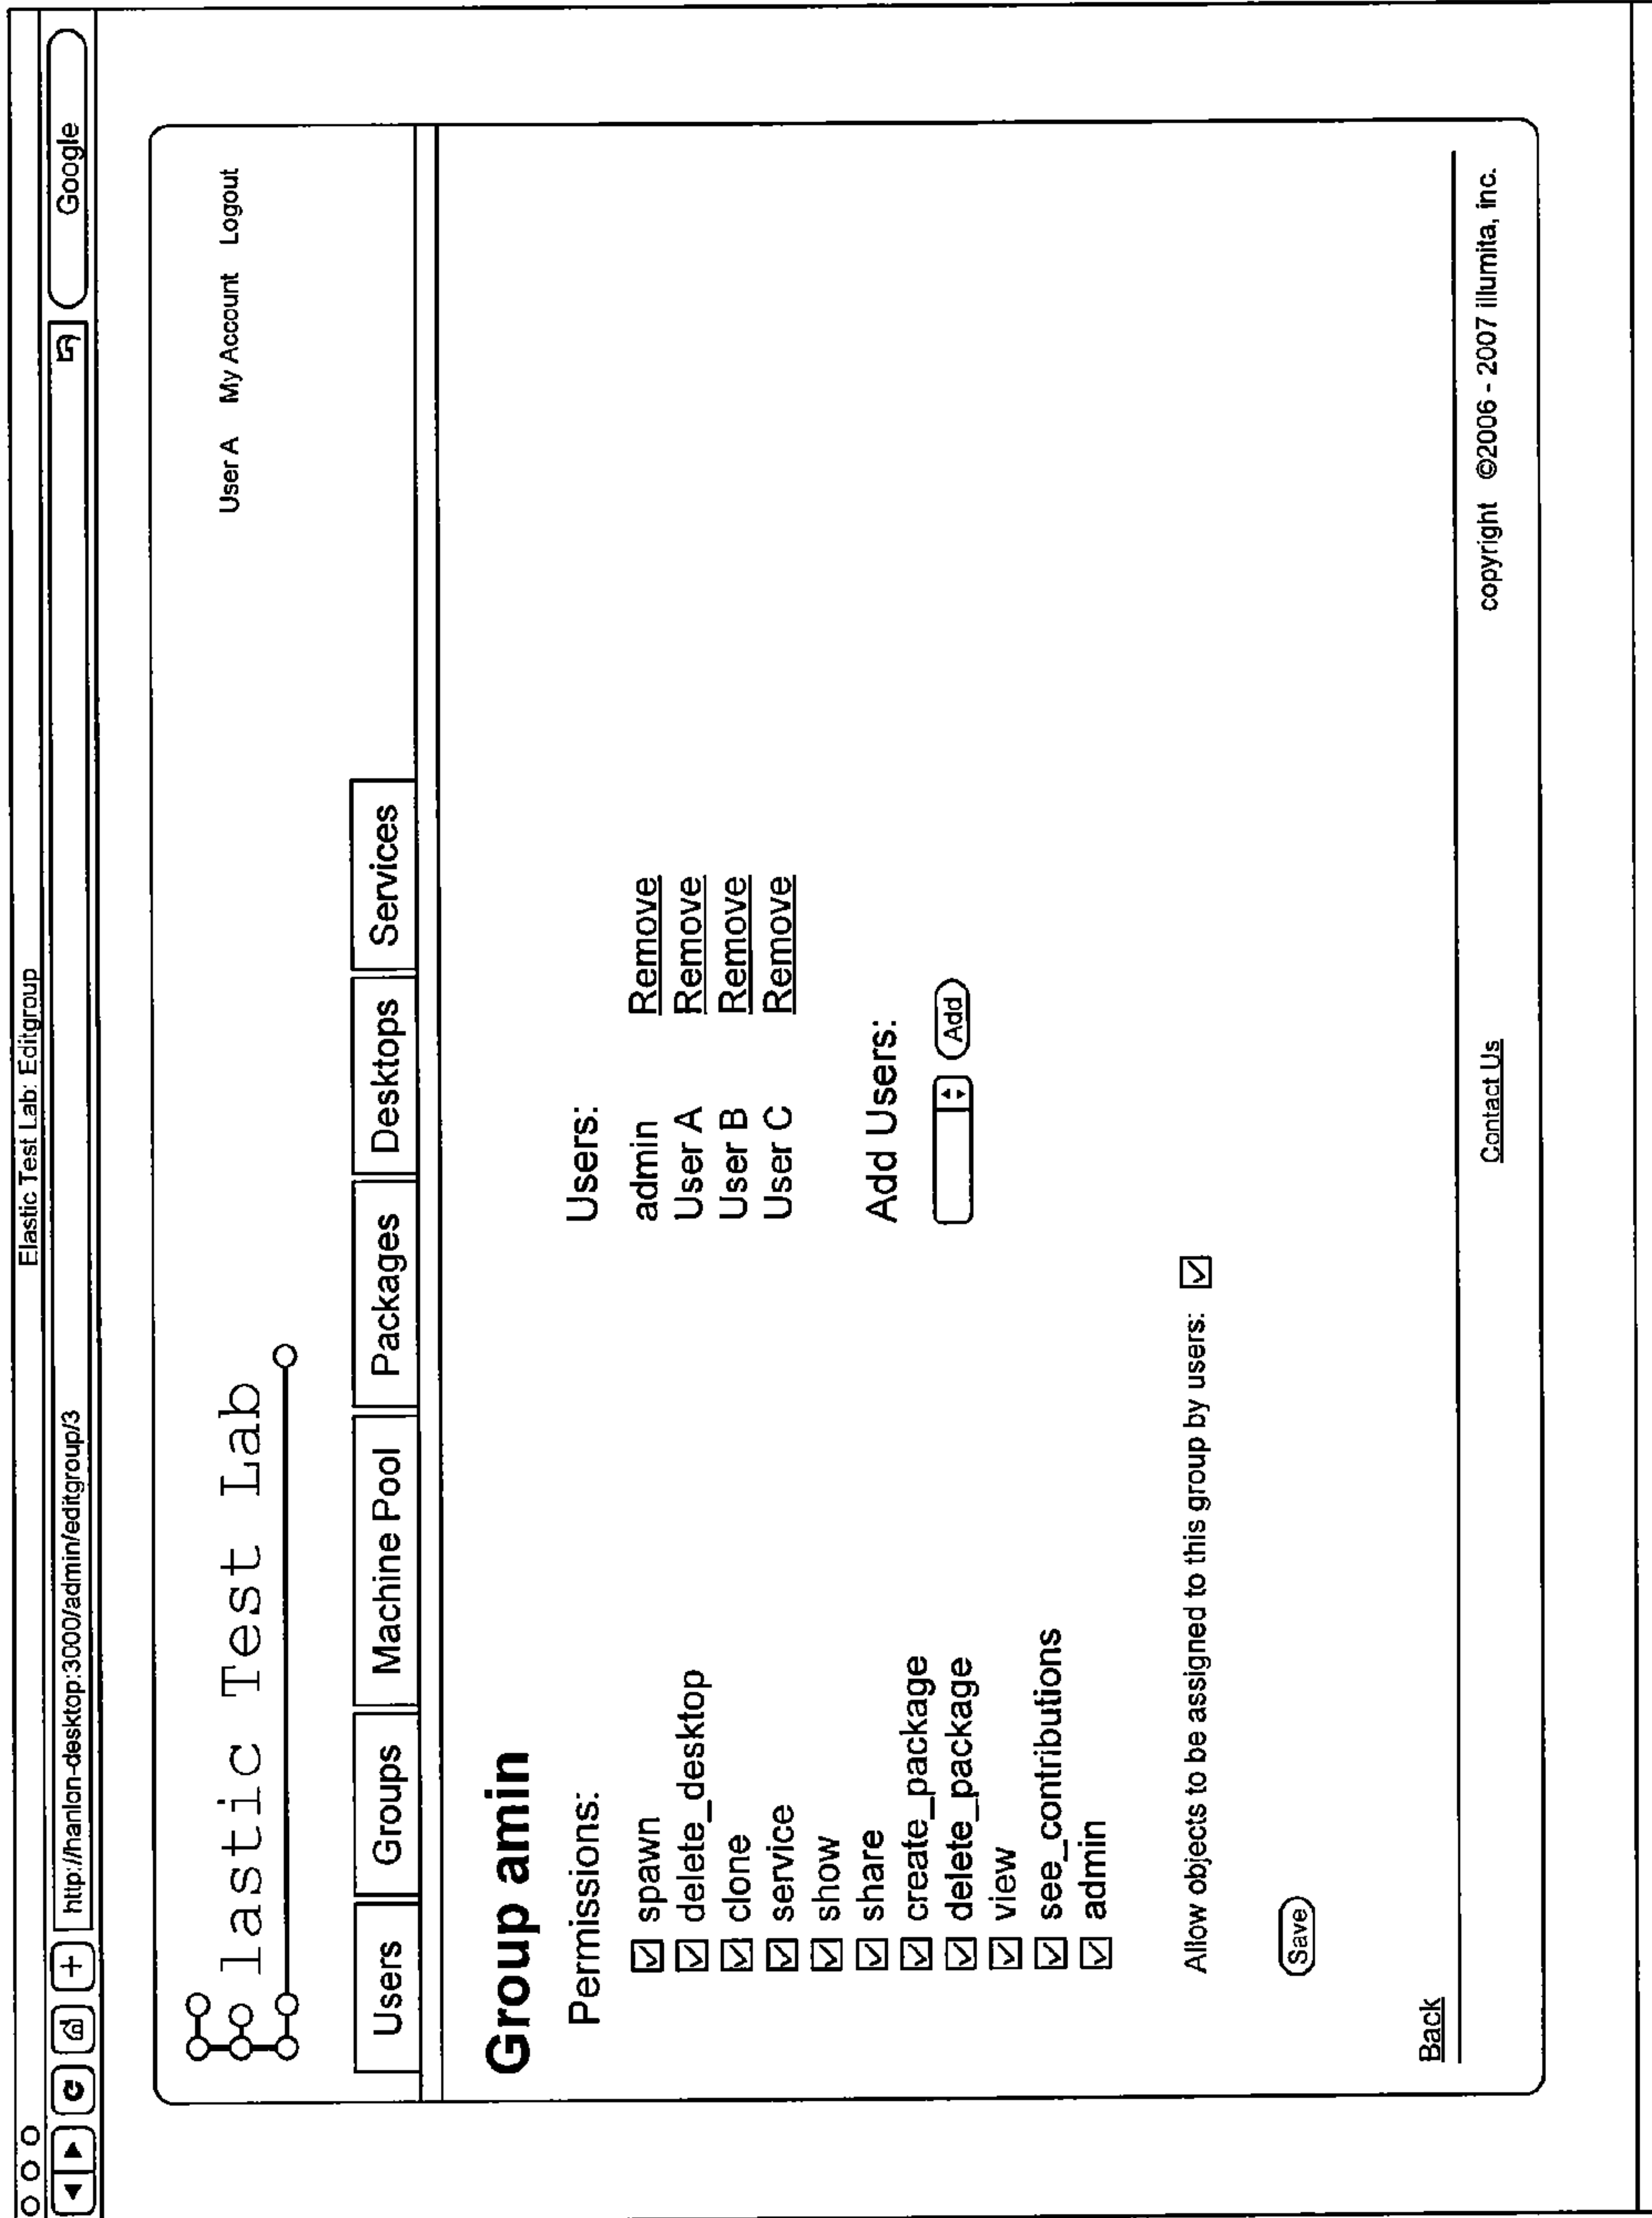 Elastic Test Lab: Editgroup
http://hanlon-desktop:3000/admin/editgroup/3
Google
lastic Test Lab
User A My Account Logout
Users Groups Machine Pool Packages Desktops Services
Group amin
Permissions:
spawn
delete_desktop
clone
service
show
share
create_package
delete_package
view
see_contributions
admin
Users:
admin Remove
User A Remove
User B Remove
User C Remove
Add Users:
Add
Allow objects to be assigned to this group by users:
Save
Back
Contact Us
copyright ©2006 - 2007 illumita, inc.